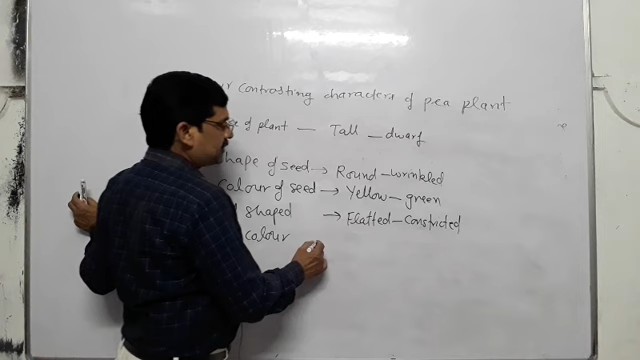 contrasting characters of pea plant
of plant — Tall — dwarf
shape of seed → Round — wrinkled
Colour of seed → Yellow — green
shaped → Flatted — Constricted
Colour